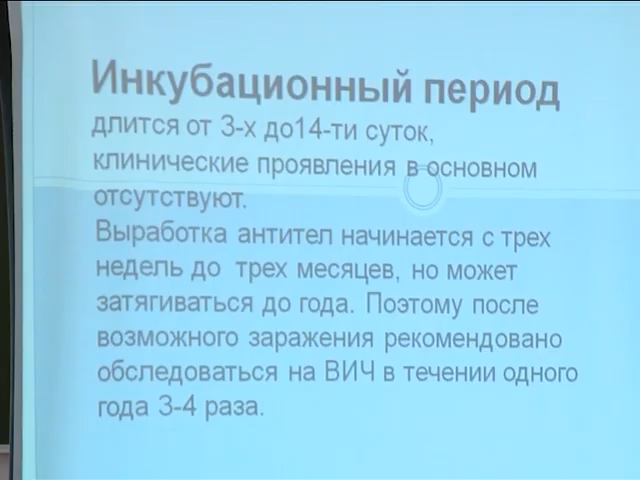 Инкубационный период
длится от 3-х до14-ти суток,
клинические проявления в основном
отсутствуют.
Выработка антител начинается с трех
недель до трех месяцев, но может
затягиваться до года. Поэтому после
возможного заражения рекомендовано
обследоваться на ВИЧ в течении одного
года 3-4 раза.